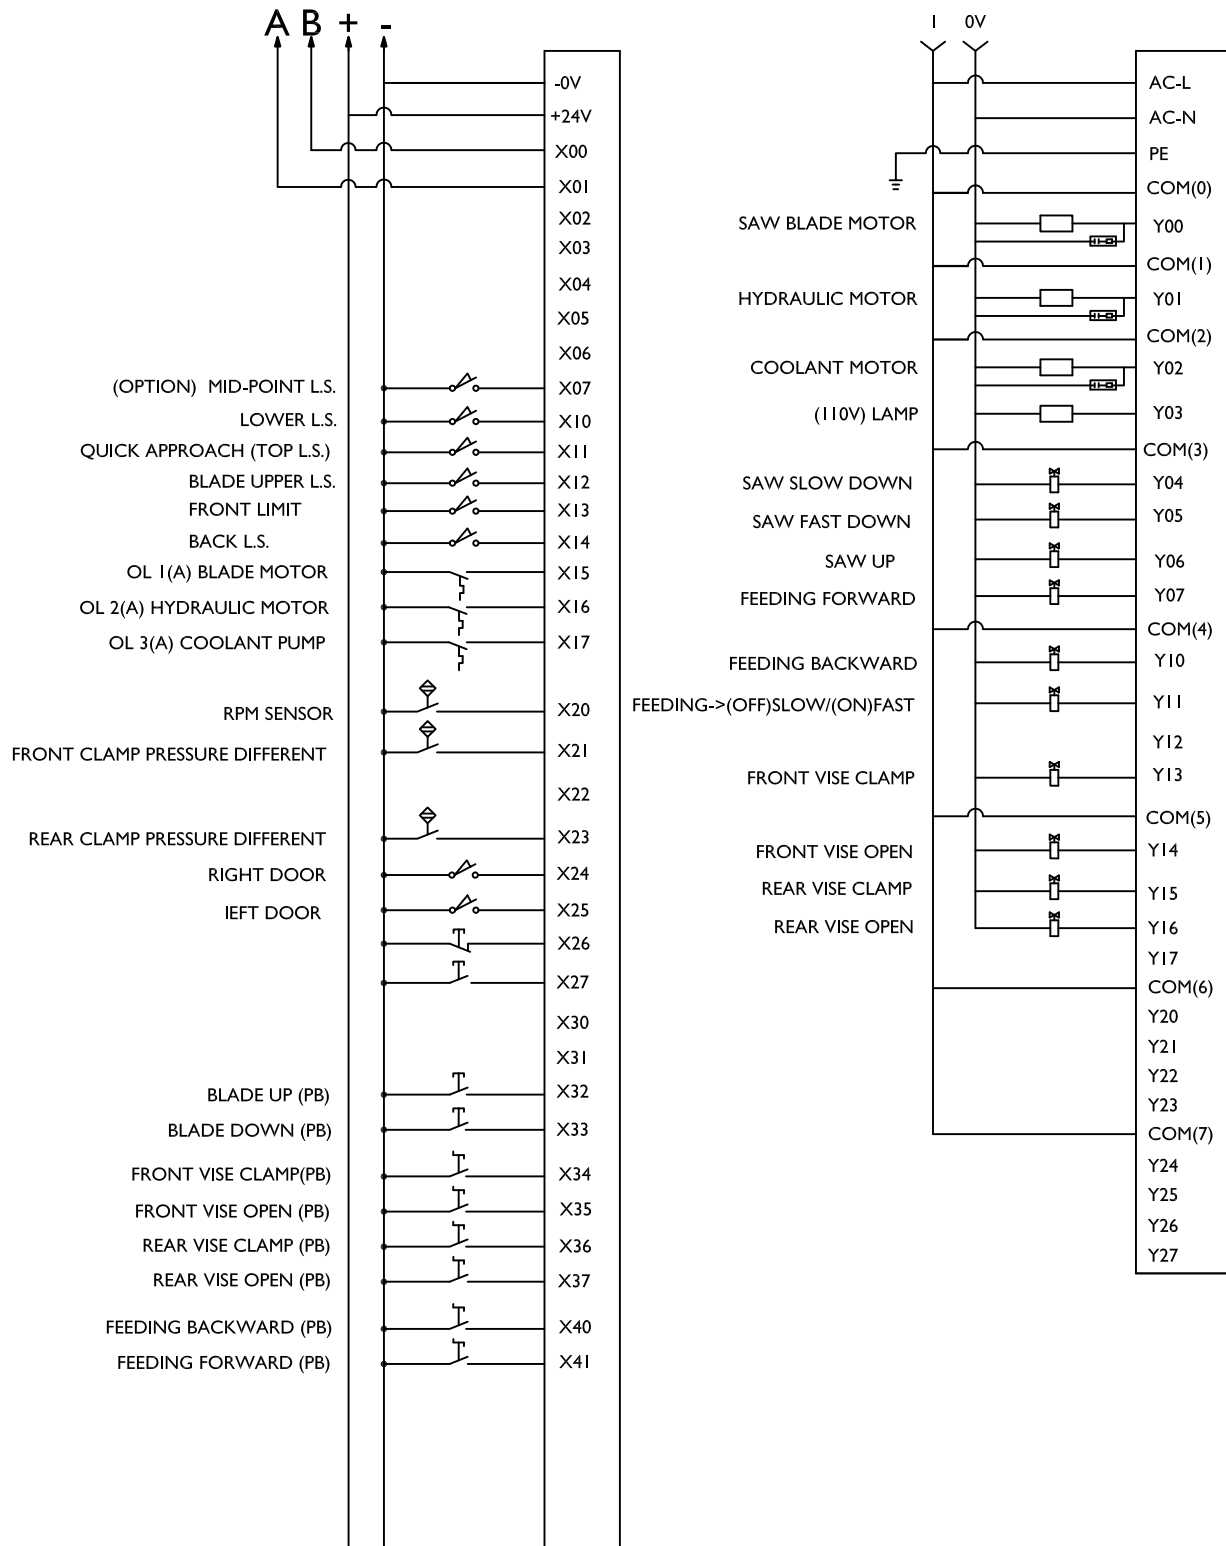 A B + -
-0V
+24V
X00
X01
X02
X03
X04
X05
X06
(OPTION) MID-POINT L.S. X07
LOWER L.S. X10
QUICK APPROACH (TOP L.S.) X11
BLADE UPPER L.S. X12
FRONT LIMIT X13
BACK L.S. X14
OL 1(A) BLADE MOTOR X15
OL 2(A) HYDRAULIC MOTOR X16
OL 3(A) COOLANT PUMP X17
RPM SENSOR X20
FRONT CLAMP PRESSURE DIFFERENT X21
X22
REAR CLAMP PRESSURE DIFFERENT X23
RIGHT DOOR X24
lEFT DOOR X25
X26
X27
X30
X31
BLADE UP (PB) X32
BLADE DOWN (PB) X33
FRONT VISE CLAMP(PB) X34
FRONT VISE OPEN (PB) X35
REAR VISE CLAMP (PB) X36
REAR VISE OPEN (PB) X37
FEEDING BACKWARD (PB) X40
FEEDING FORWARD (PB) X41
1 0V
AC-L
AC-N
PE
COM(0)
SAW BLADE MOTOR Y00
COM(1)
HYDRAULIC MOTOR Y01
COM(2)
COOLANT MOTOR Y02
(110V) LAMP Y03
COM(3)
SAW SLOW DOWN Y04
SAW FAST DOWN Y05
SAW UP Y06
FEEDING FORWARD Y07
COM(4)
FEEDING BACKWARD Y10
FEEDING->(OFF)SLOW/(ON)FAST Y11
Y12
FRONT VISE CLAMP Y13
COM(5)
FRONT VISE OPEN Y14
REAR VISE CLAMP Y15
REAR VISE OPEN Y16
Y17
COM(6)
Y20
Y21
Y22
Y23
COM(7)
Y24
Y25
Y26
Y27